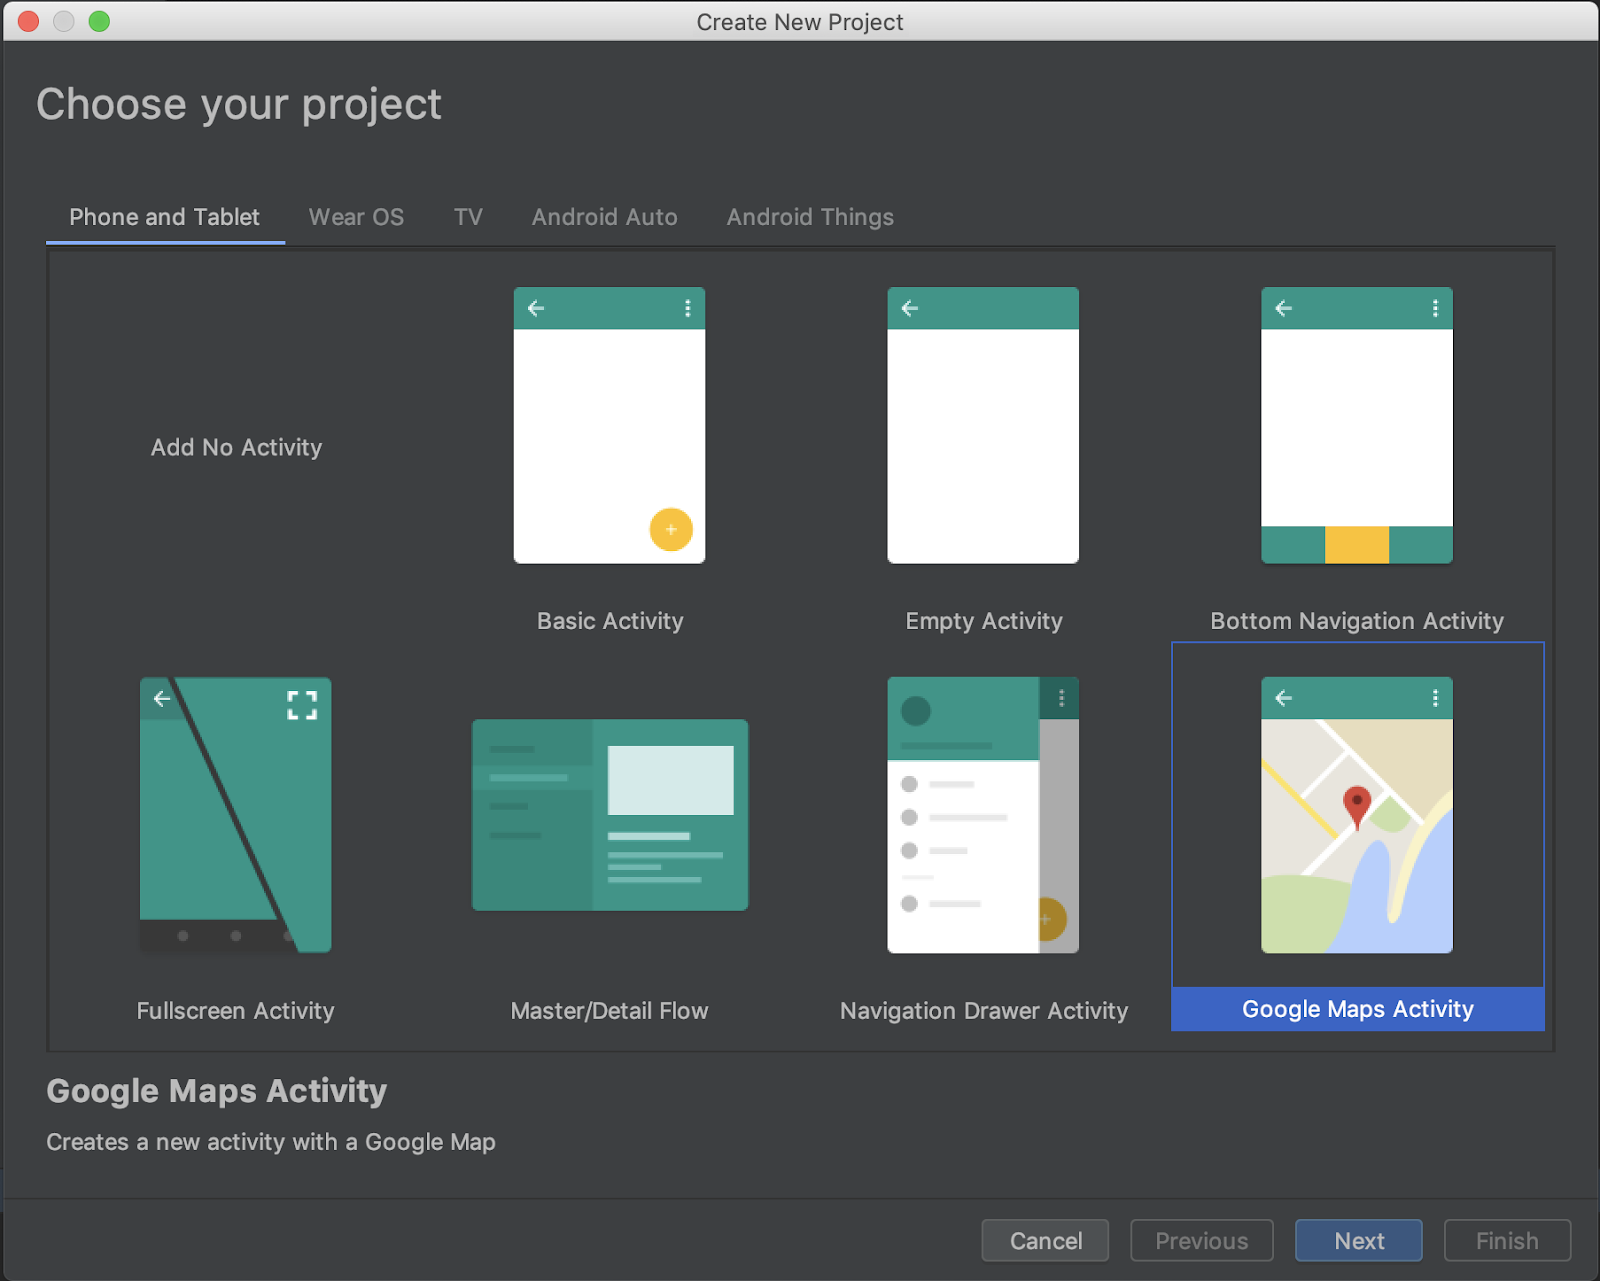 Create New Project
Choose your project
Phone and Tablet Wear OS TV Android Auto Android Things
Add No Activity
Basic Activity Empty Activity Bottom Navigation Activity
Fullscreen Activity Master/Detail Flow Navigation Drawer Activity Google Maps Activity
Google Maps Activity
Creates a new activity with a Google Map
Cancel Previous Next Finish